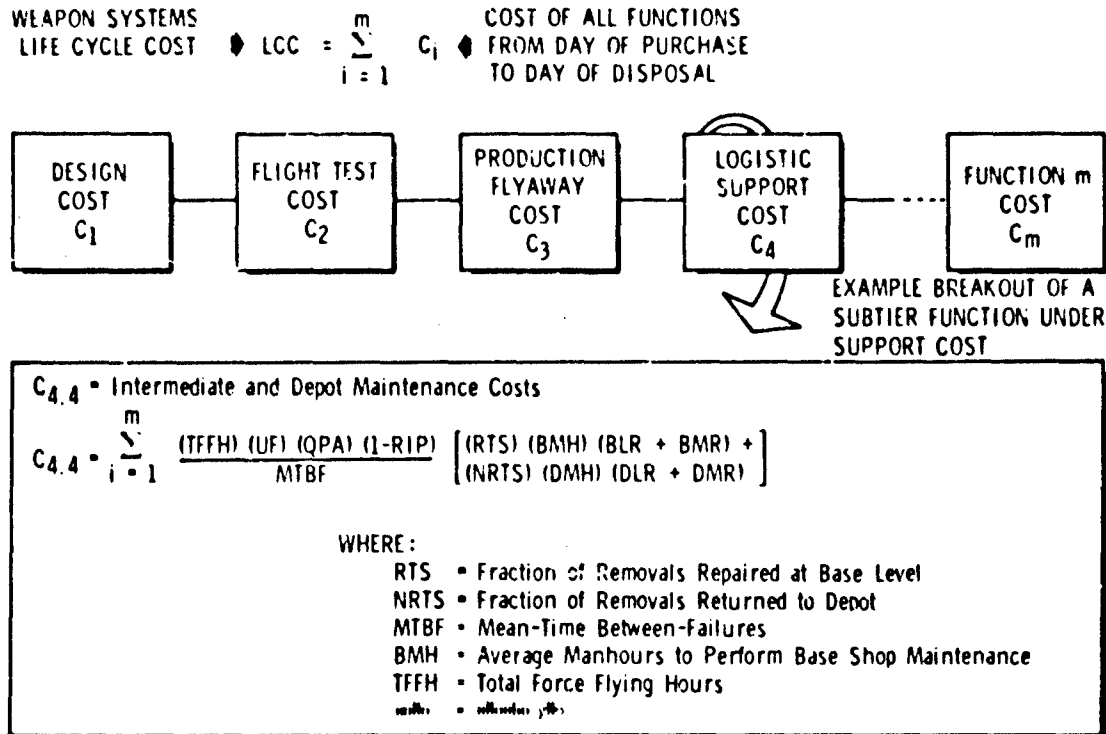 WEAPON SYSTEMS
LIFE CYCLE COST
LCC = m Σ i = 1 Ci
COST OF ALL FUNCTIONS
FROM DAY OF PURCHASE
TO DAY OF DISPOSAL
DESIGN
COST
C1
FLIGHT TEST
COST
C2
PRODUCTION
FLYAWAY
COST
C3
LOGISTIC
SUPPORT
COST
C4
FUNCTION m
COST
Cm
EXAMPLE BREAKOUT OF A
SUBTIER FUNCTION UNDER
SUPPORT COST
C4.4 = Intermediate and Depot Maintenance Costs
C4.4 = m Σ i = 1 (TFFH) (UF) (QPA) (1-RIP) / MTBF [(RTS) (BMH) (BLR + BMR) +
(NRTS) (DMH) (DLR + DMR)]
WHERE:
RTS = Fraction of Removals Repaired at Base Level
NRTS = Fraction of Removals Returned to Depot
MTBF = Mean-Time Between-Failures
BMH = Average Manhours to Perform Base Shop Maintenance
TFFH = Total Force Flying Hours